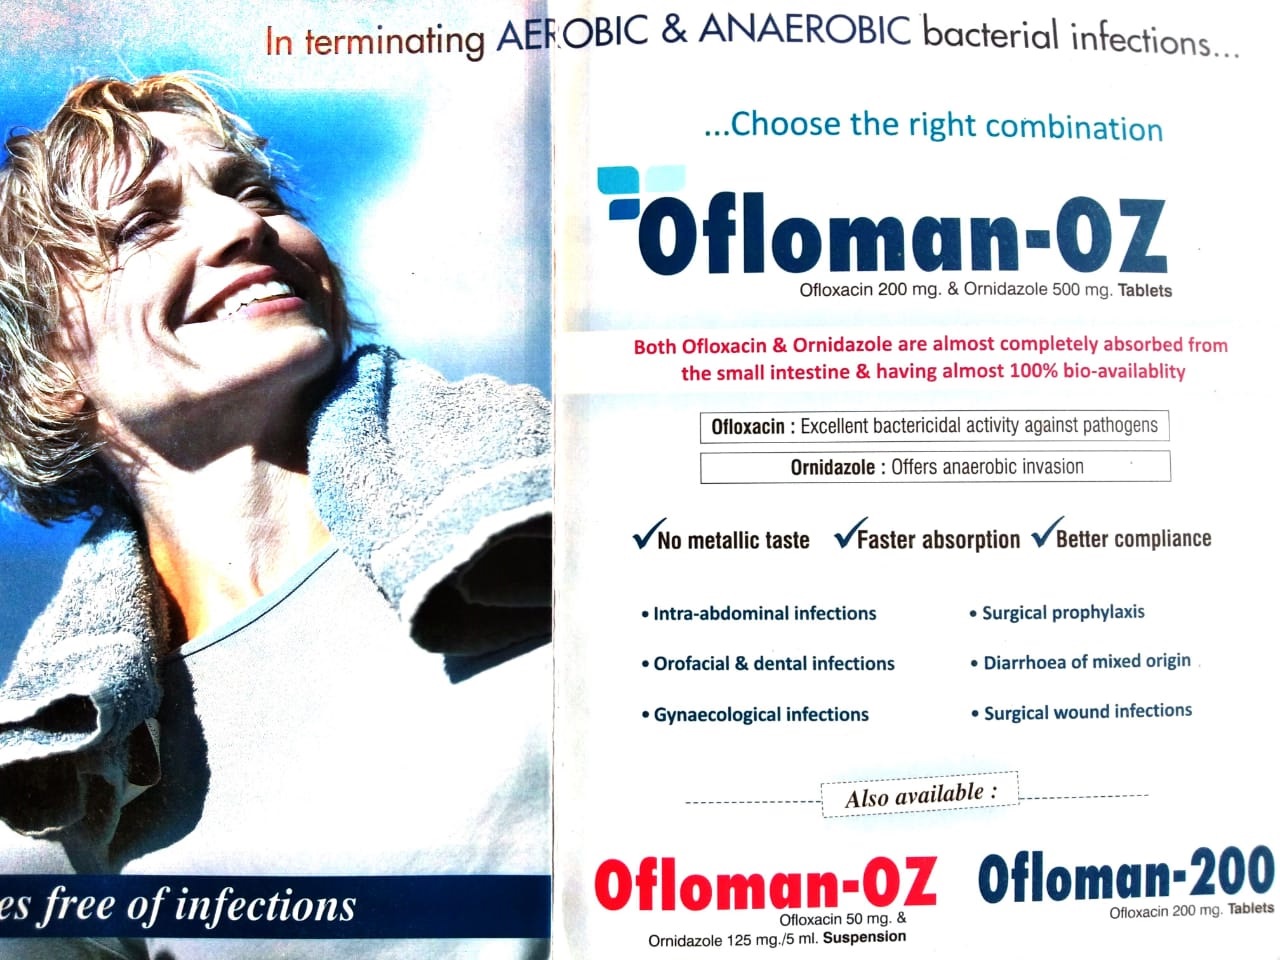 In terminating AEROBIC & ANAEROBIC bacterial infections...
...Choose the right combination
Ofloman-OZ
Ofloxacin 200 mg. & Ornidazole 500 mg. Tablets
Both Ofloxacin & Ornidazole are almost completely absorbed from
the small intestine & having almost 100% bio-availablity
Ofloxacin : Excellent bactericidal activity against pathogens
Ornidazole : Offers anaerobic invasion
✓No metallic taste ✓Faster absorption ✓Better compliance
• Intra-abdominal infections
• Surgical prophylaxis
• Orofacial & dental infections
• Diarrhoea of mixed origin
• Gynaecological infections
• Surgical wound infections
Also available :
Ofloman-OZ
Ofloxacin 50 mg. &
Ornidazole 125 mg./5 ml. Suspension
Ofloman-200
Ofloxacin 200 mg. Tablets
es free of infections